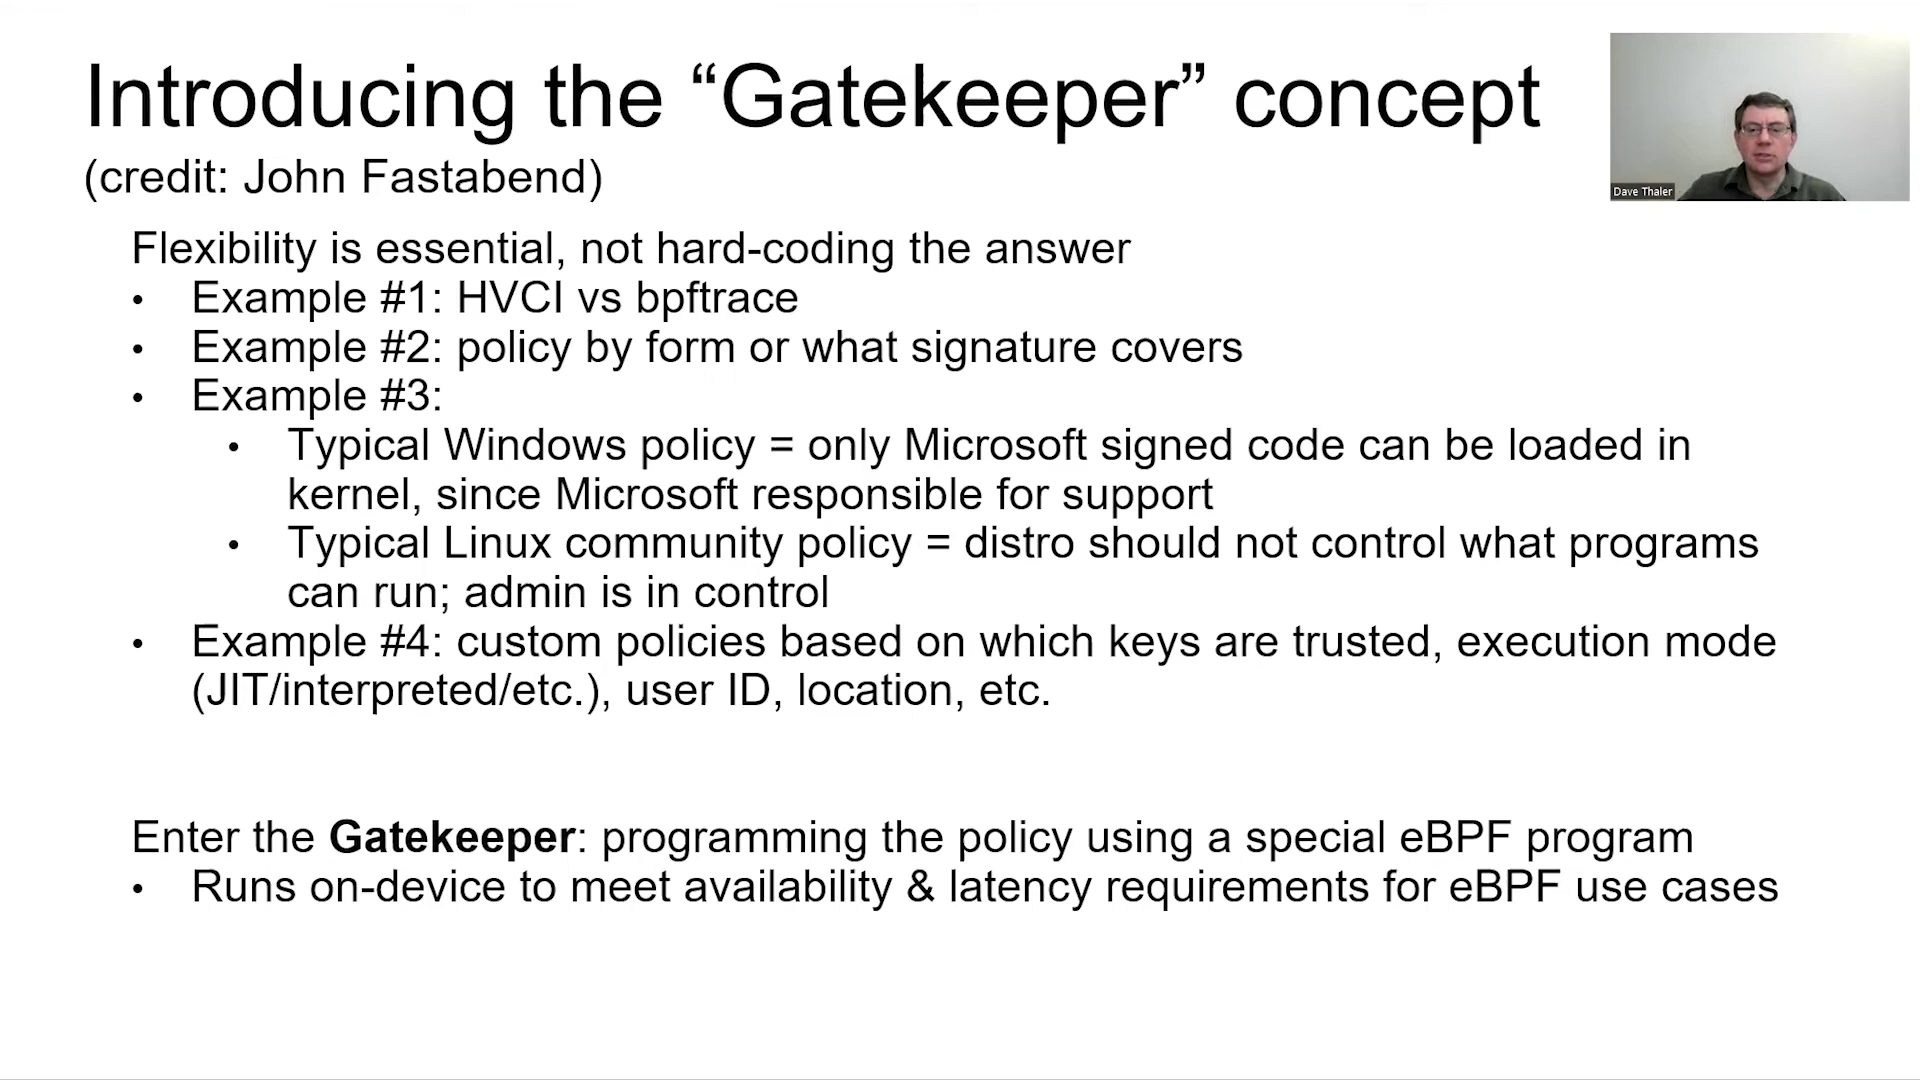 Introducing the “Gatekeeper” concept
(credit: John Fastabend)
Dave Thaler
Flexibility is essential, not hard-coding the answer
• Example #1: HVCI vs bpftrace
• Example #2: policy by form or what signature covers
• Example #3:
• Typical Windows policy = only Microsoft signed code can be loaded in
kernel, since Microsoft responsible for support
• Typical Linux community policy = distro should not control what programs
can run; admin is in control
• Example #4: custom policies based on which keys are trusted, execution mode
(JIT/interpreted/etc.), user ID, location, etc.
Enter the Gatekeeper: programming the policy using a special eBPF program
• Runs on-device to meet availability & latency requirements for eBPF use cases